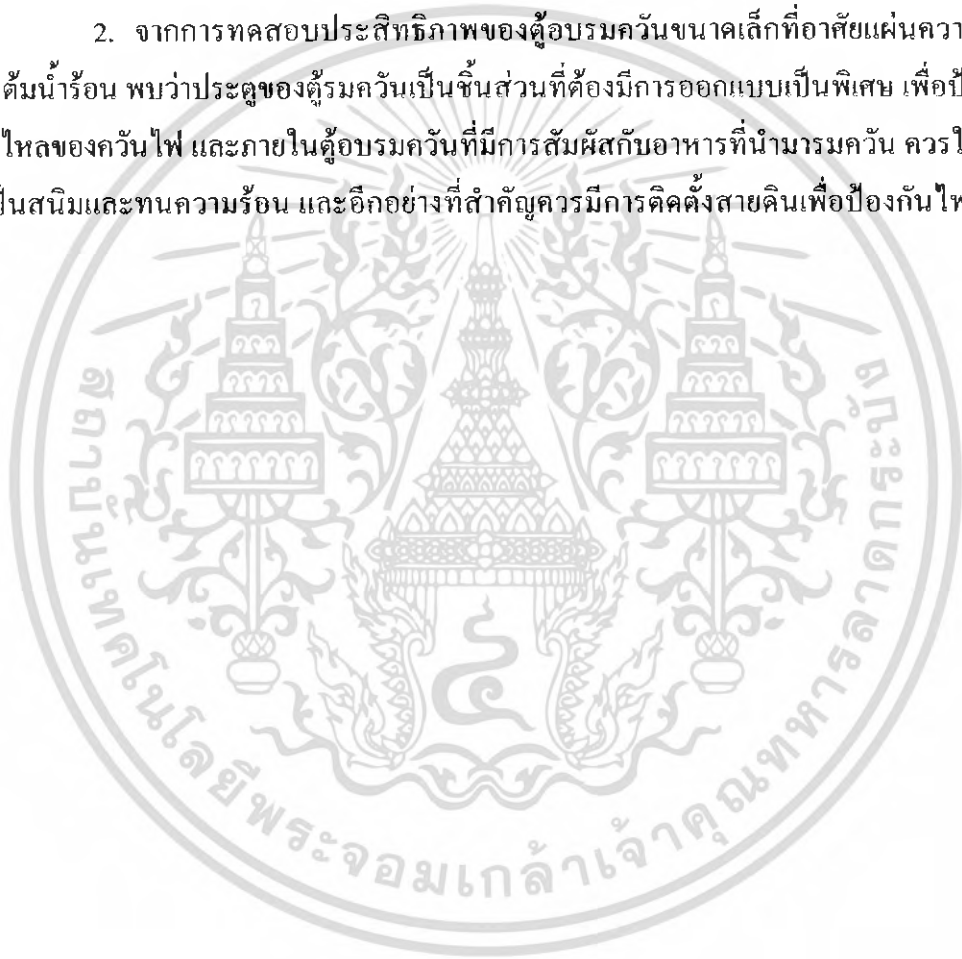 2. จากการทดสอบประสิทธิภาพของตู้อบรมควันขนาดเล็กที่อาศัยแผ่นควา
ต้มน้ำร้อน พบว่าประตูของตู้รมควันเป็นชิ้นส่วนที่ต้องมีการออกแบบเป็นพิเศษ เพื่อป้
ไหลของควันไฟ และภายในตู้อบรมควันที่มีการสัมผัสกับอาหารที่นำมารมควัน ควรใ
ป็นสนิมและทนความร้อน และอีกอย่างที่สำคัญควรมีการติดตั้งสายดินเพื่อป้องกันไฟ
สถาบันเทคโนโลยีพระจอมเกล้าเจ้าคุณทหารลาดกระบัง
๔